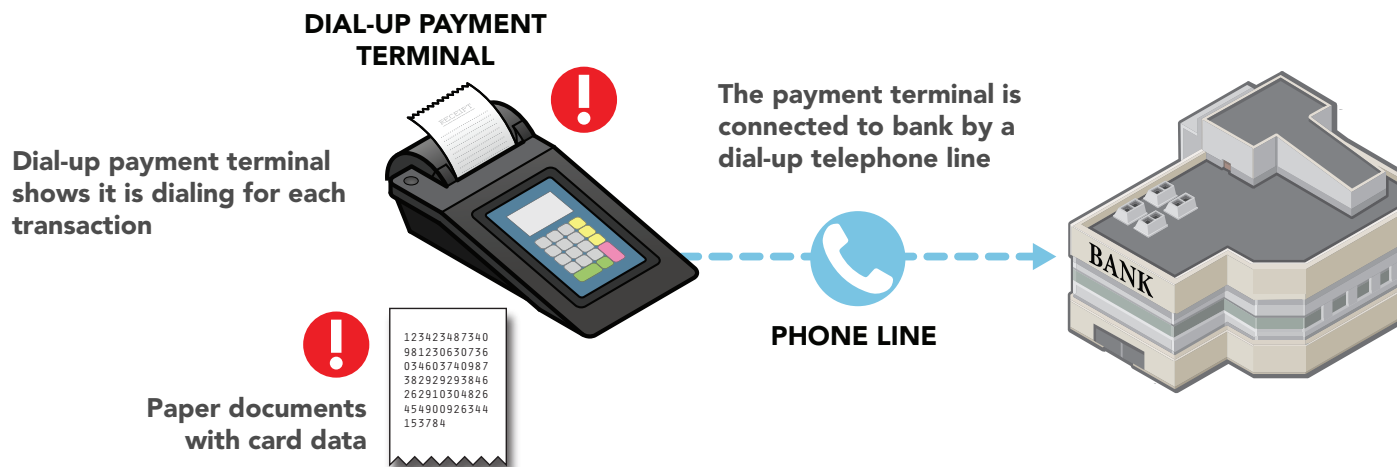 DIAL-UP PAYMENT
TERMINAL
RECEIPT
The payment terminal is
connected to bank by a
dial-up telephone line
Dial-up payment terminal
shows it is dialing for each
transaction
BANK
PHONE LINE
123423487340
981230630736
034603740987
382929293846
262910304826
454900926344
153784
Paper documents
with card data